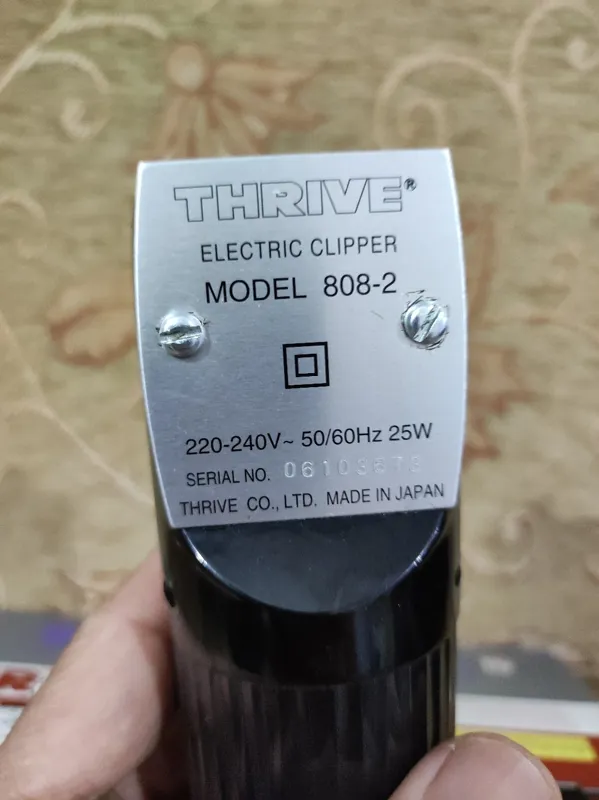 THRIVE®
ELECTRIC CLIPPER
MODEL 808-2
220-240V~ 50/60Hz 25W
SERIAL NO.
THRIVE CO., LTD. MADE IN JAPAN